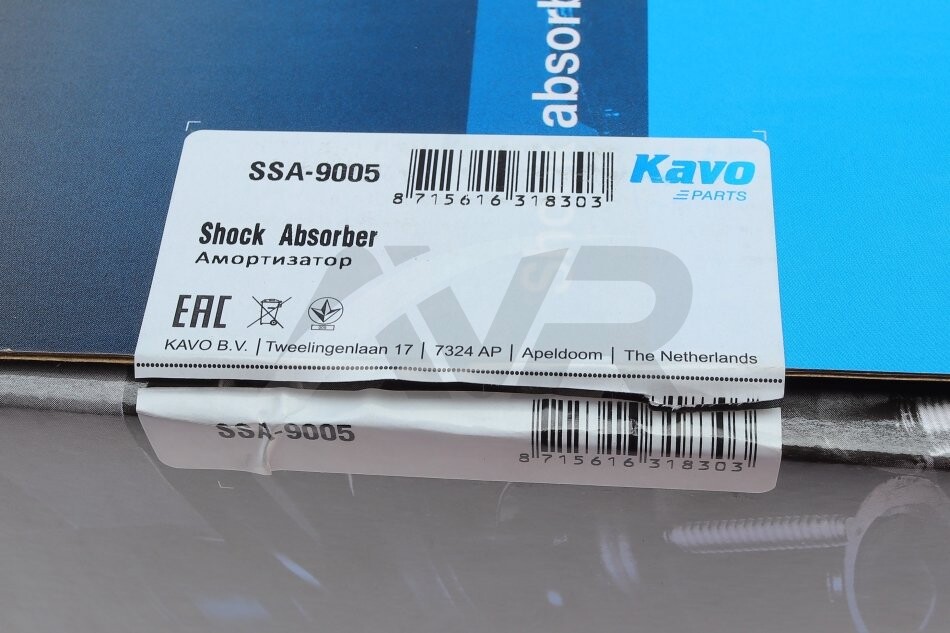 absorb
SSA-9005
8 715616 318303
Kavo
PARTS
Shock Absorber
Амортизатор
EAC
KAVO B.V. | Tweelingenlaan 17 | 7324 AP | Apeldoom | The Netherlands
AVR
SSA-9005
8 715616 318303